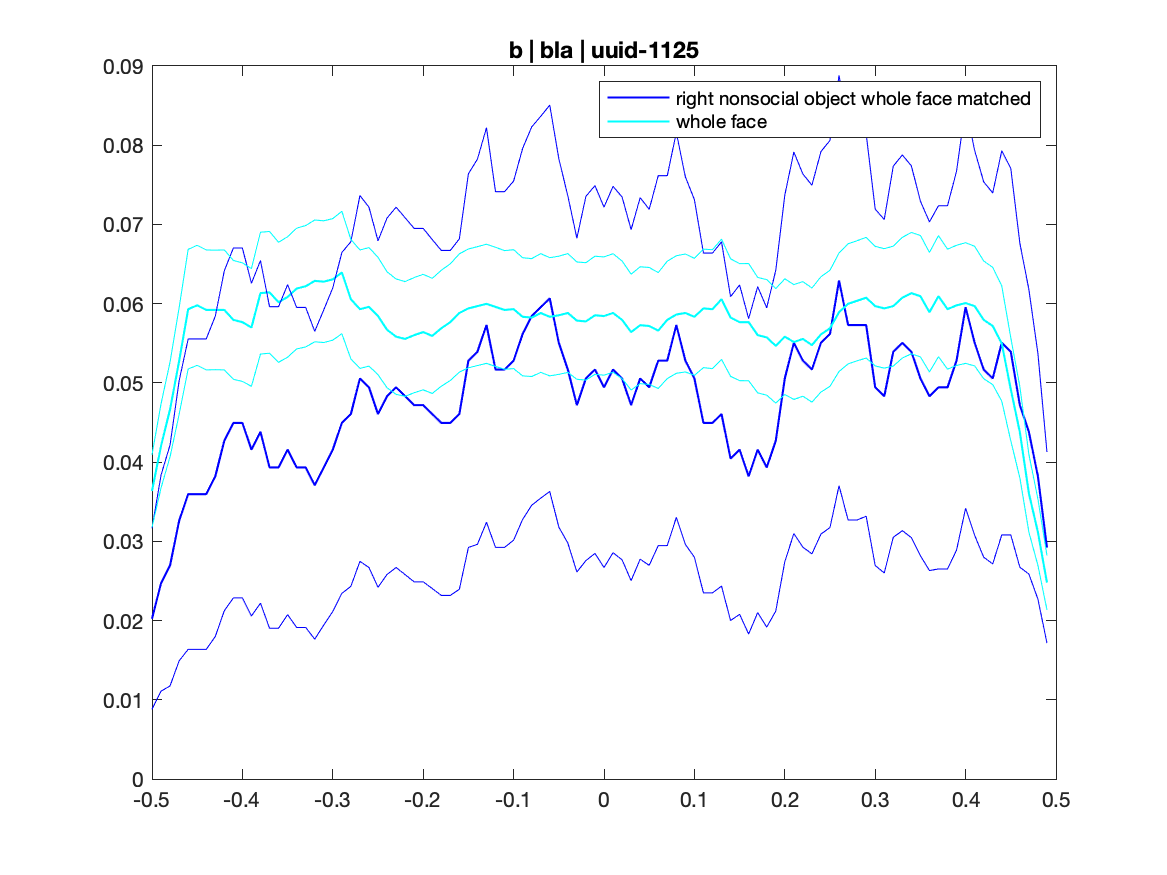 b | bla | uuid-1125
0.09
0.08
0.07
0.06
0.05
0.04
0.03
0.02
0.01
0
right nonsocial object whole face matched
whole face
-0.5 -0.4 -0.3 -0.2 -0.1 0 0.1 0.2 0.3 0.4 0.5